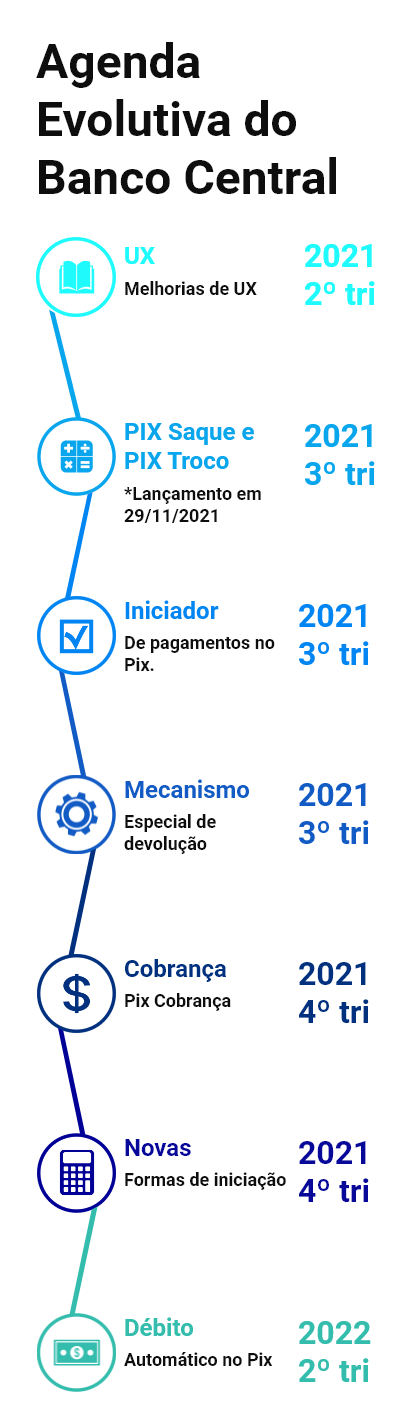 Agenda
Evolutiva do
Banco Central
UX
Melhorias de UX
2021
2º tri
PIX Saque e
PIX Troco
*Lançamento em
29/11/2021
2021
3º tri
Iniciador
De pagamentos no
Pix.
2021
3º tri
Mecanismo
Especial de
devolução
2021
3º tri
$
Cobrança
Pix Cobrança
2021
4º tri
Novas
Formas de iniciação
2021
4º tri
$
Débito
Automático no Pix
2022
2º tri